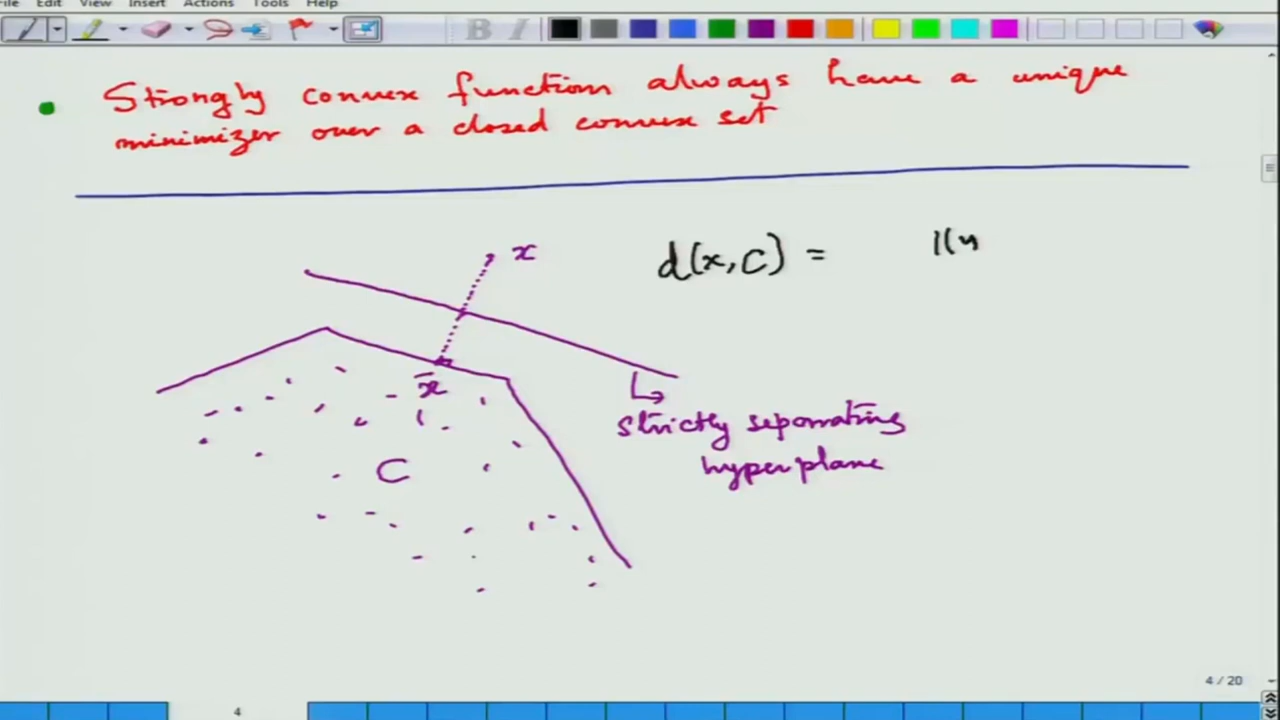 File Edit View Insert Actions Tools Help
B I
Strongly convex function always have a unique
minimizer over a closed convex set
x
d(x, C) = ||y
x̄
strictly separating
hyperplane
C
4 / 20
4